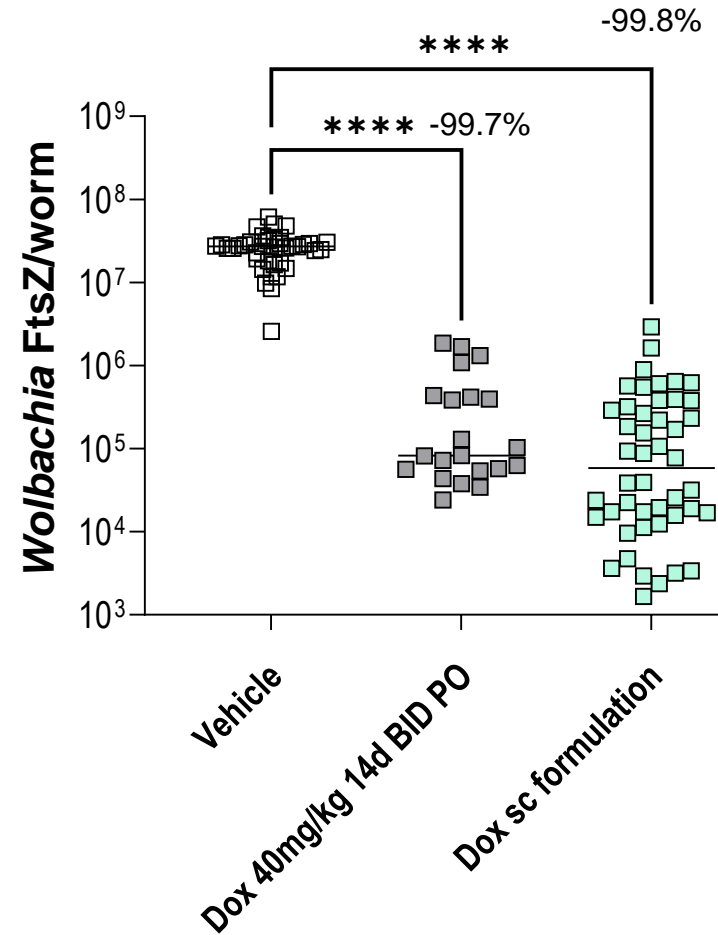 -99.8%
****
**** -99.7%
Wolbachia FtsZ/worm
10⁹
10⁸
10⁷
10⁶
10⁵
10⁴
10³
Vehicle
Dox 40mg/kg 14d BID PO
Dox sc formulation